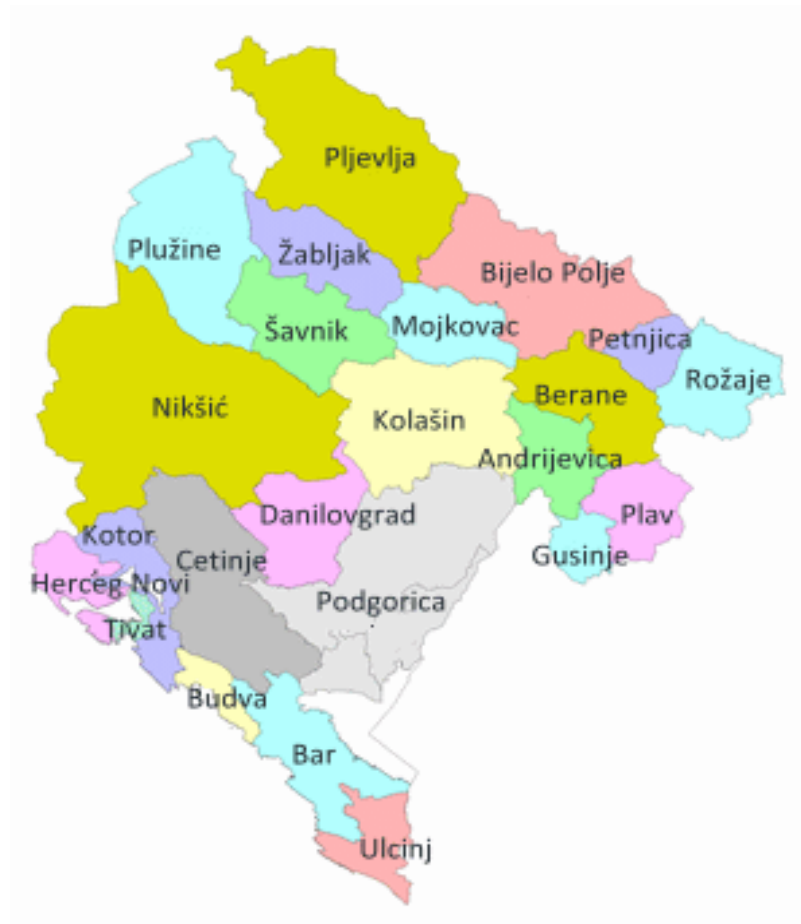 Pljevlja
Plužine
Žabljak
Bijelo Polje
Šavnik
Mojkovac
Petnjica
Rožaje
Nikšić
Kolašin
Berane
Andrijevica
Danilovgrad
Plav
Kotor
Cetinje
Gusinje
Herceg Novi
Podgorica
Tivat
Budva
Bar
Ulcinj